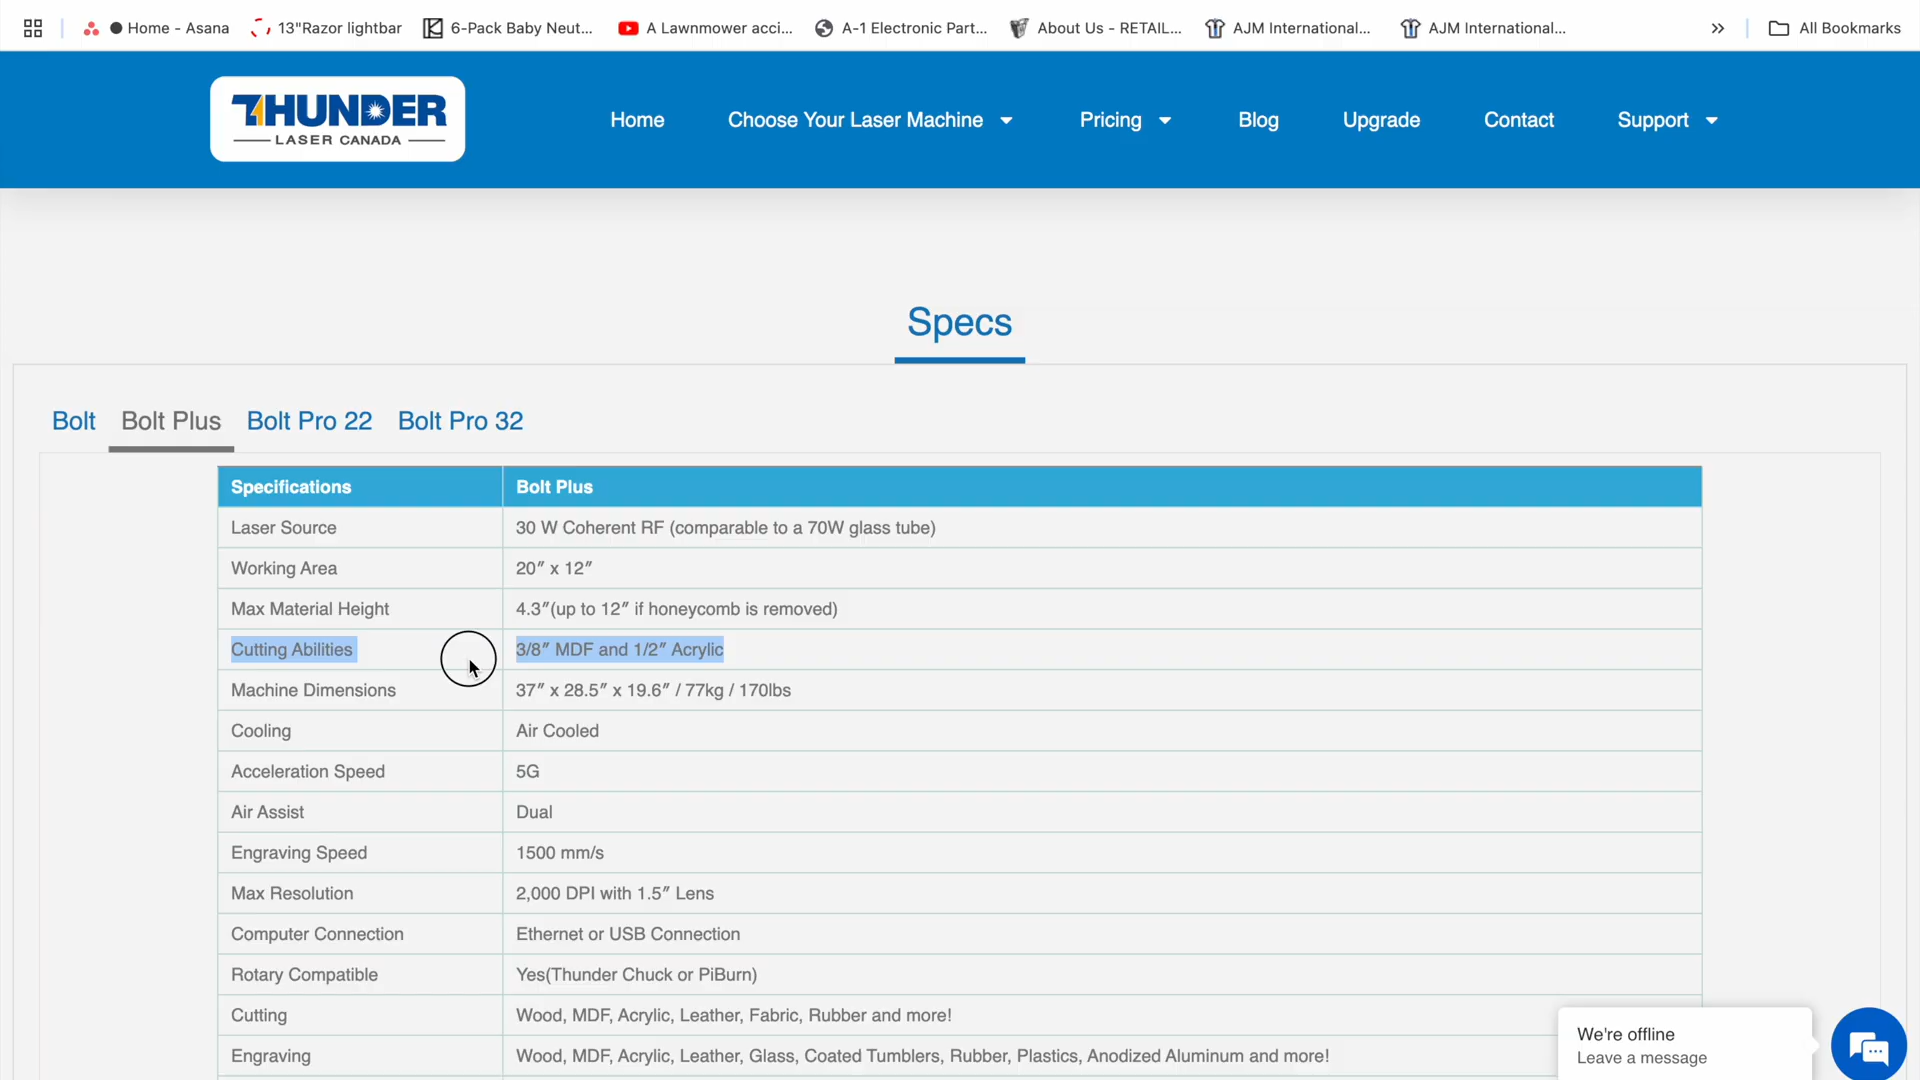 Home - Asana
13"Razor lightbar
6-Pack Baby Neut...
A Lawnmower acci...
A-1 Electronic Part...
About Us - RETAIL...
AJM International...
AJM International...
All Bookmarks
THUNDER
LASER CANADA
Home
Choose Your Laser Machine
Pricing
Blog
Upgrade
Contact
Support
Specs
Bolt
Bolt Plus
Bolt Pro 22
Bolt Pro 32
Specifications Bolt Plus
Laser Source 30 W Coherent RF (comparable to a 70W glass tube)
Working Area 20″ x 12″
Max Material Height 4.3″(up to 12″ if honeycomb is removed)
Cutting Abilities 3/8″ MDF and 1/2″ Acrylic
Machine Dimensions 37″ x 28.5″ x 19.6″ / 77kg / 170lbs
Cooling Air Cooled
Acceleration Speed 5G
Air Assist Dual
Engraving Speed 1500 mm/s
Max Resolution 2,000 DPI with 1.5″ Lens
Computer Connection Ethernet or USB Connection
Rotary Compatible Yes(Thunder Chuck or PiBurn)
Cutting Wood, MDF, Acrylic, Leather, Fabric, Rubber and more!
Engraving Wood, MDF, Acrylic, Leather, Glass, Coated Tumblers, Rubber, Plastics, Anodized Aluminum and more!
We're offline
Leave a message